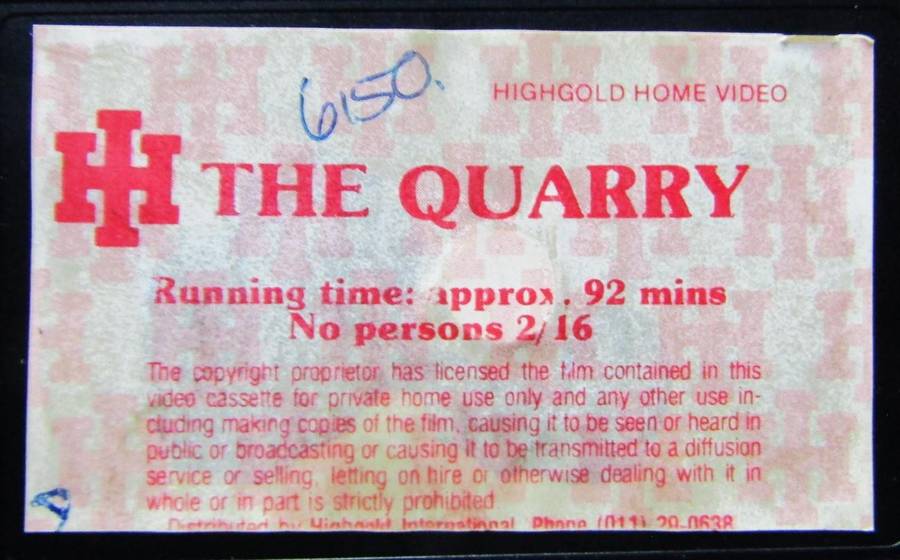 6150.
HIGHGOLD HOME VIDEO
HH THE QUARRY
Running time: approx. 92 mins
No persons 2/16
The copyright proprietor has licensed the film contained in this
video cassette for private home use only and any other use in-
cluding making copies of the film, causing it to be seen or heard in
public or broadcasting or causing it to be transmitted to a diffusion
service or selling, letting on hire or otherwise dealing with it in
whole or in part is strictly prohibited
Distributed by Highgold International Phone (011) 29-0638